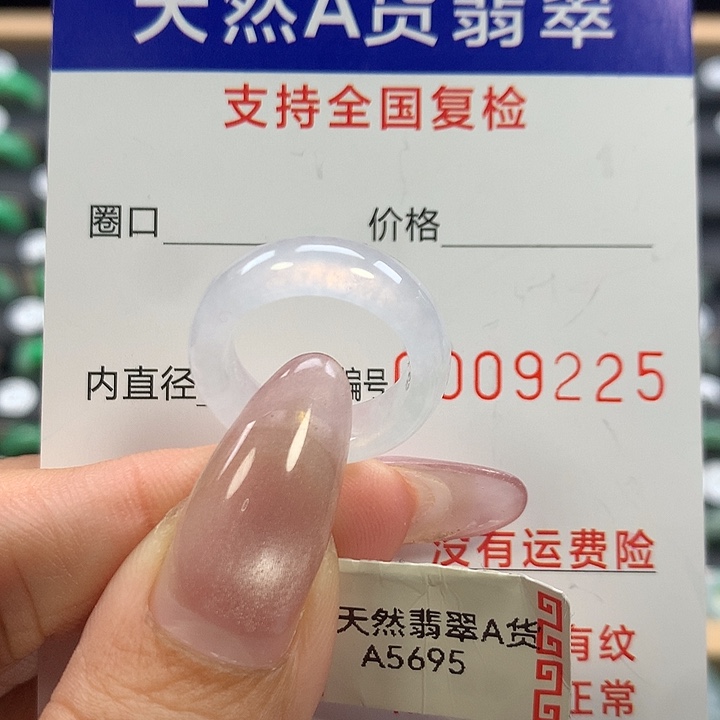 天然A货翡翠
支持全国复检
圈口 价格
内直径 编号 0009225
没有运费险
天然翡翠A货 有纹
A5695 正常